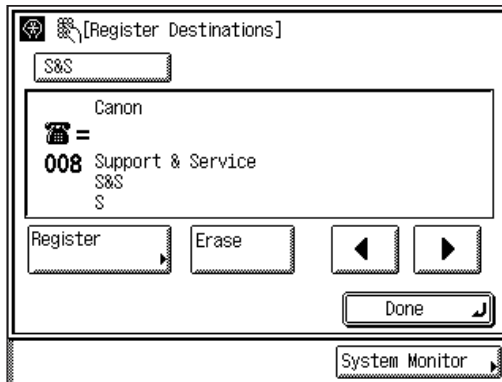 [Register Destinations]
S&S
Canon
=
008 Support & Service
S&S
S
Register
Erase
Done
System Monitor